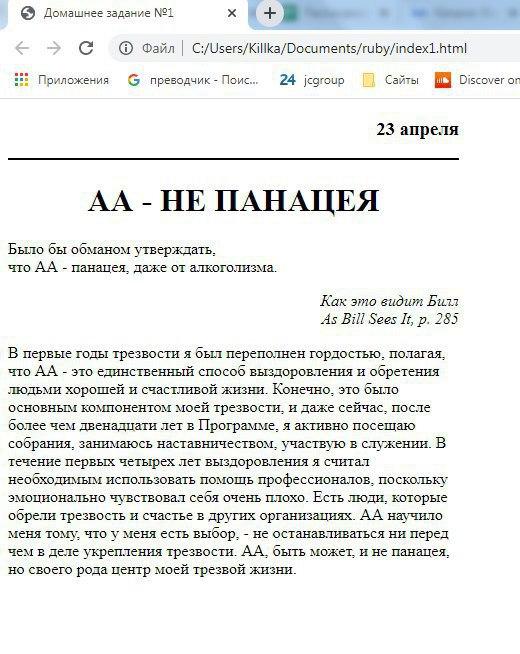 Домашнее задание №1
Файл | C:/Users/Killka/Documents/ruby/index1.html
Приложения преводчик - Поис... 24 jcgroup Сайты Discover on
23 апреля
АА - НЕ ПАНАЦЕЯ
Было бы обманом утверждать,
что АА - панацея, даже от алкоголизма.
Как это видит Билл
As Bill Sees It, p. 285
В первые годы трезвости я был переполнен гордостью, полагая,
что АА - это единственный способ выздоровления и обретения
людьми хорошей и счастливой жизни. Конечно, это было
основным компонентом моей трезвости, и даже сейчас, после
более чем двенадцати лет в Программе, я активно посещаю
собрания, занимаюсь наставничеством, участвую в служении. В
течение первых четырех лет выздоровления я считал
необходимым использовать помощь профессионалов, поскольку
эмоционально чувствовал себя очень плохо. Есть люди, которые
обрели трезвость и счастье в других организациях. АА научило
меня тому, что у меня есть выбор, - не останавливаться ни перед
чем в деле укрепления трезвости. АА, быть может, и не панацея,
но своего рода центр моей трезвой жизни.